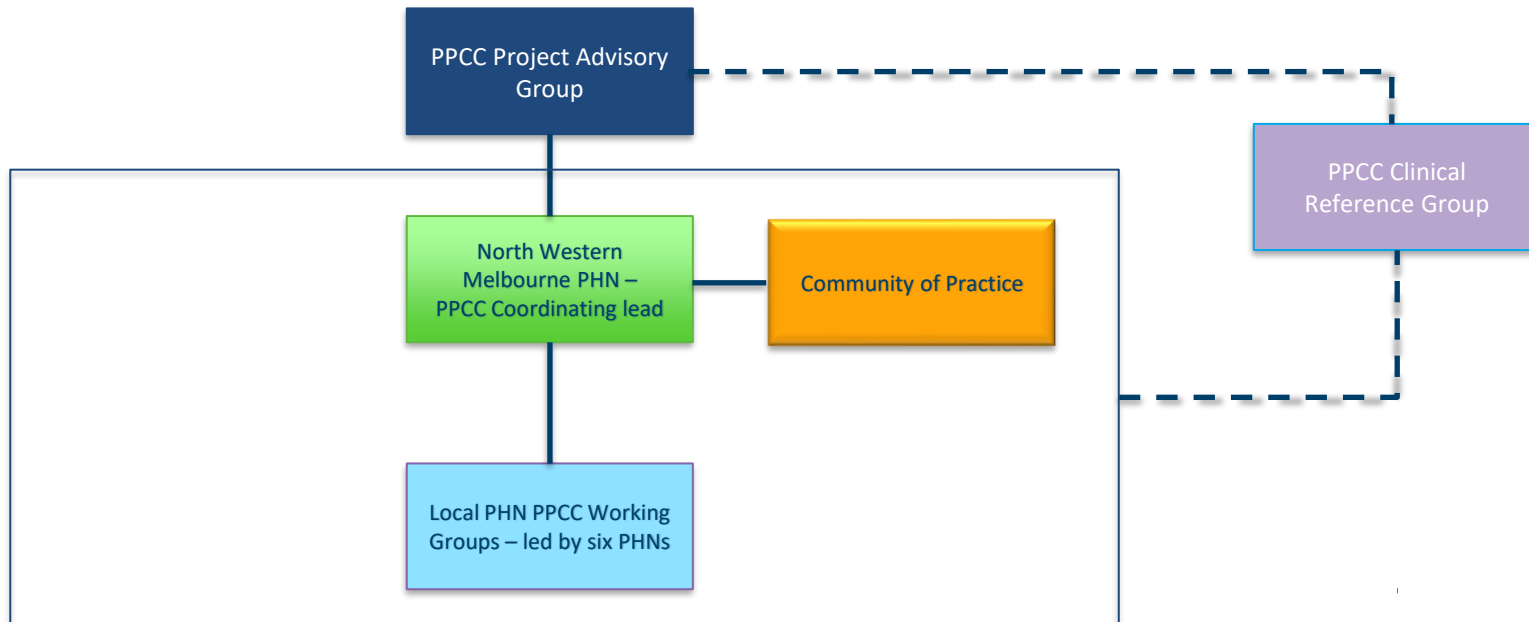 PPCC Project Advisory
Group
PPCC Clinical
Reference Group
North Western
Melbourne PHN –
PPCC Coordinating lead
Community of Practice
Local PHN PPCC Working
Groups – led by six PHNs